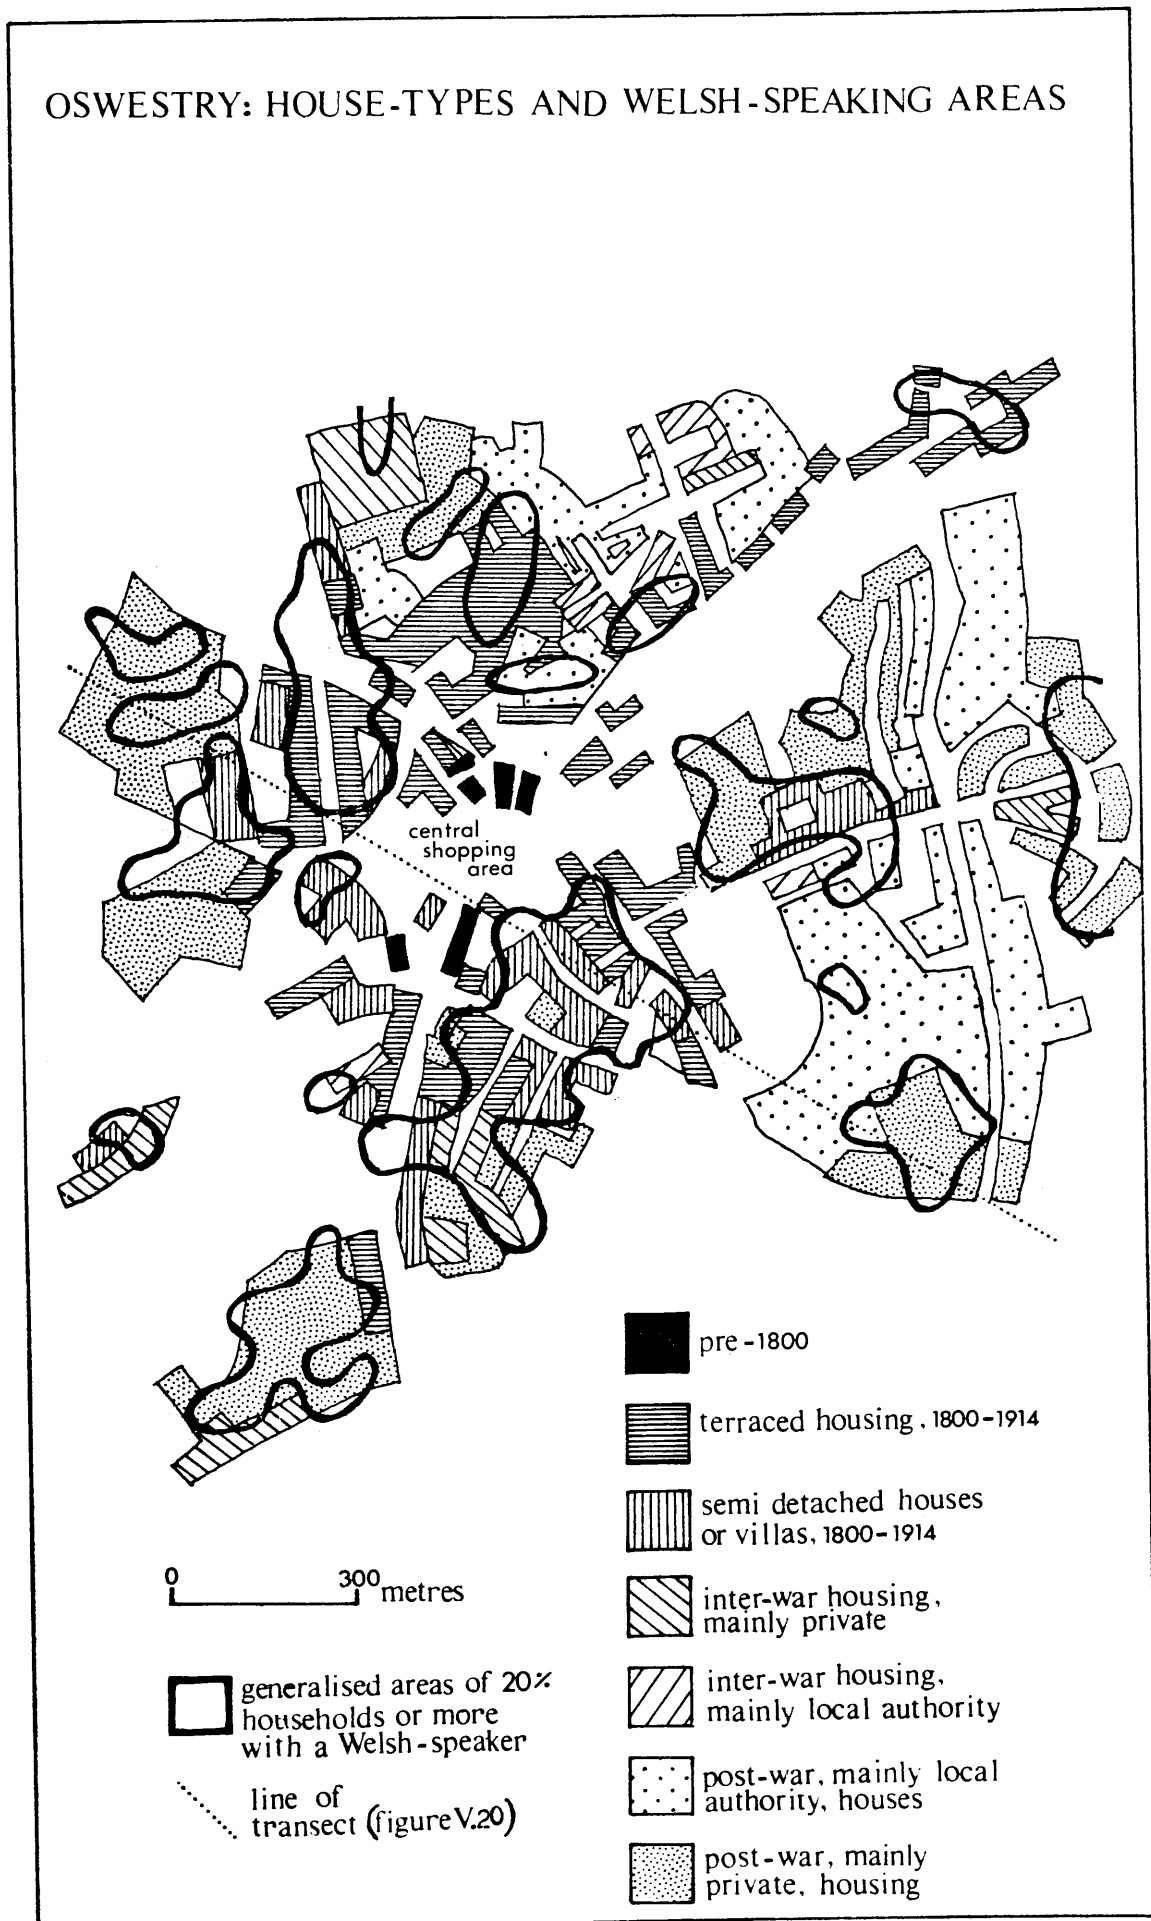 OSWESTRY: HOUSE-TYPES AND WELSH-SPEAKING AREAS
central
shopping
area
pre-1800
terraced housing, 1800-1914
semi detached houses
or villas, 1800-1914
inter-war housing,
mainly private
inter-war housing,
mainly local authority
post-war, mainly local
authority, houses
post-war, mainly
private, housing
0 300 metres
generalised areas of 20%
households or more
with a Welsh-speaker
line of
transect (figure V.20)